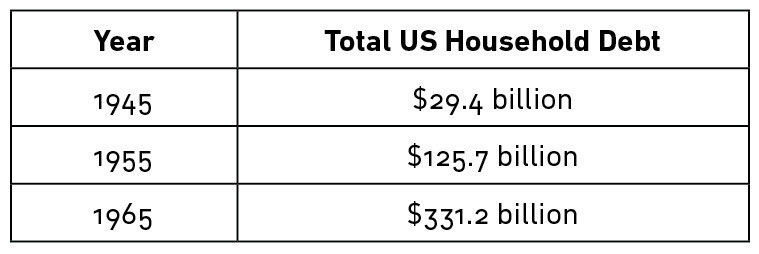 Year Total US Household Debt
1945 $29.4 billion
1955 $125.7 billion
1965 $331.2 billion